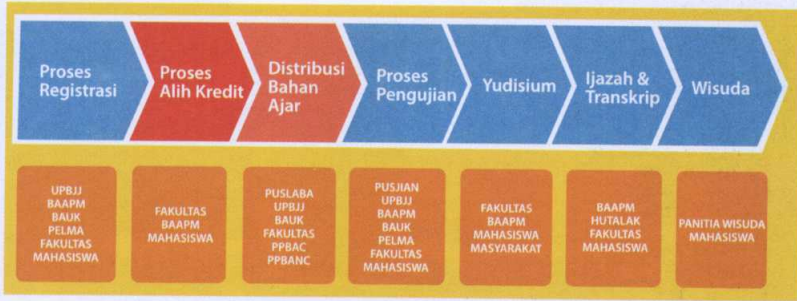 Proses
Registrasi
Proses
Alih Kredit
Distribusi
Bahan
Ajar
Proses
Pengujian
Yudisium
Ijazah &
Transkrip
Wisuda
UPBJJ
BAAPM
BAUK
PELMA
FAKULTAS
MAHASISWA
FAKULTAS
BAAPM
MAHASISWA
PUSLABA
UPBJJ
BAUK
FAKULTAS
PPBAC
PPBANC
PUSJIAN
UPBJJ
BAAPM
BAUK
PELMA
FAKULTAS
MAHASISWA
FAKULTAS
BAAPM
MAHASISWA
MASYARAKAT
BAAPM
HUTALAK
FAKULTAS
MAHASISWA
PANITIA WISUDA
MAHASISWA